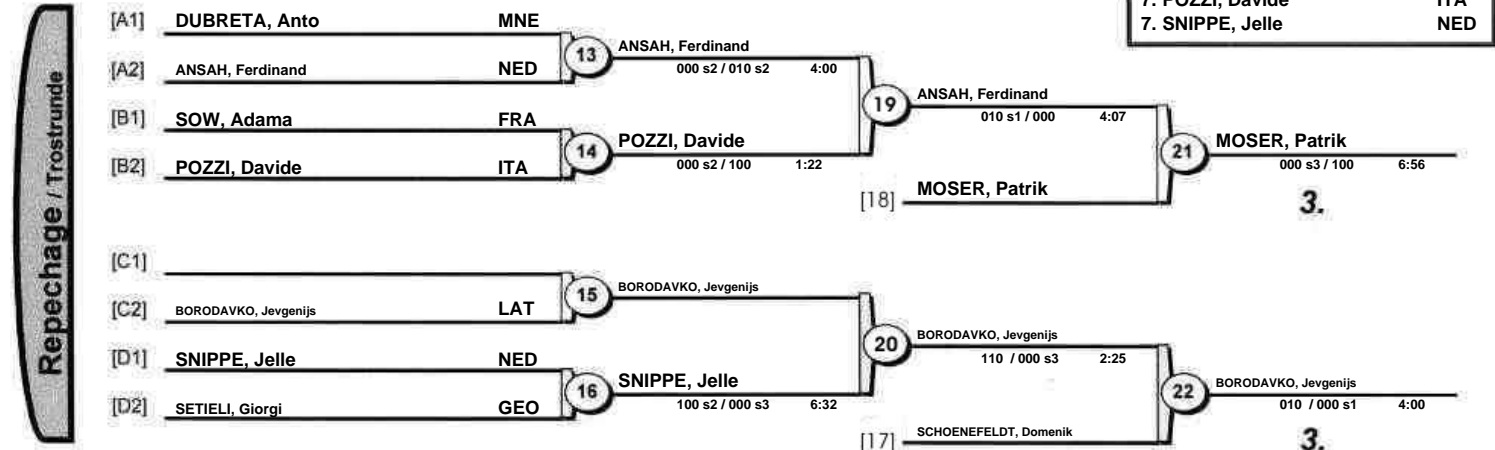 7. POZZI, Davide ITA
7. SNIPPE, Jelle NED
Repechage / Trostrunde
[A1] DUBRETA, Anto MNE
13 ANSAH, Ferdinand
000 s2 / 010 s2 4:00
[A2] ANSAH, Ferdinand NED
19 ANSAH, Ferdinand
010 s1 / 000 4:07
[B1] SOW, Adama FRA
14 POZZI, Davide
000 s2 / 100 1:22
[B2] POZZI, Davide ITA
21 MOSER, Patrik
000 s3 / 100 6:56
[18] MOSER, Patrik
3.
[C1]
15 BORODAVKO, Jevgenijs
[C2] BORODAVKO, Jevgenijs LAT
20 BORODAVKO, Jevgenijs
110 / 000 s3 2:25
[D1] SNIPPE, Jelle NED
16 SNIPPE, Jelle
100 s2 / 000 s3 6:32
[D2] SETIELI, Giorgi GEO
22 BORODAVKO, Jevgenijs
010 / 000 s1 4:00
[17] SCHOENEFELDT, Domenik
3.